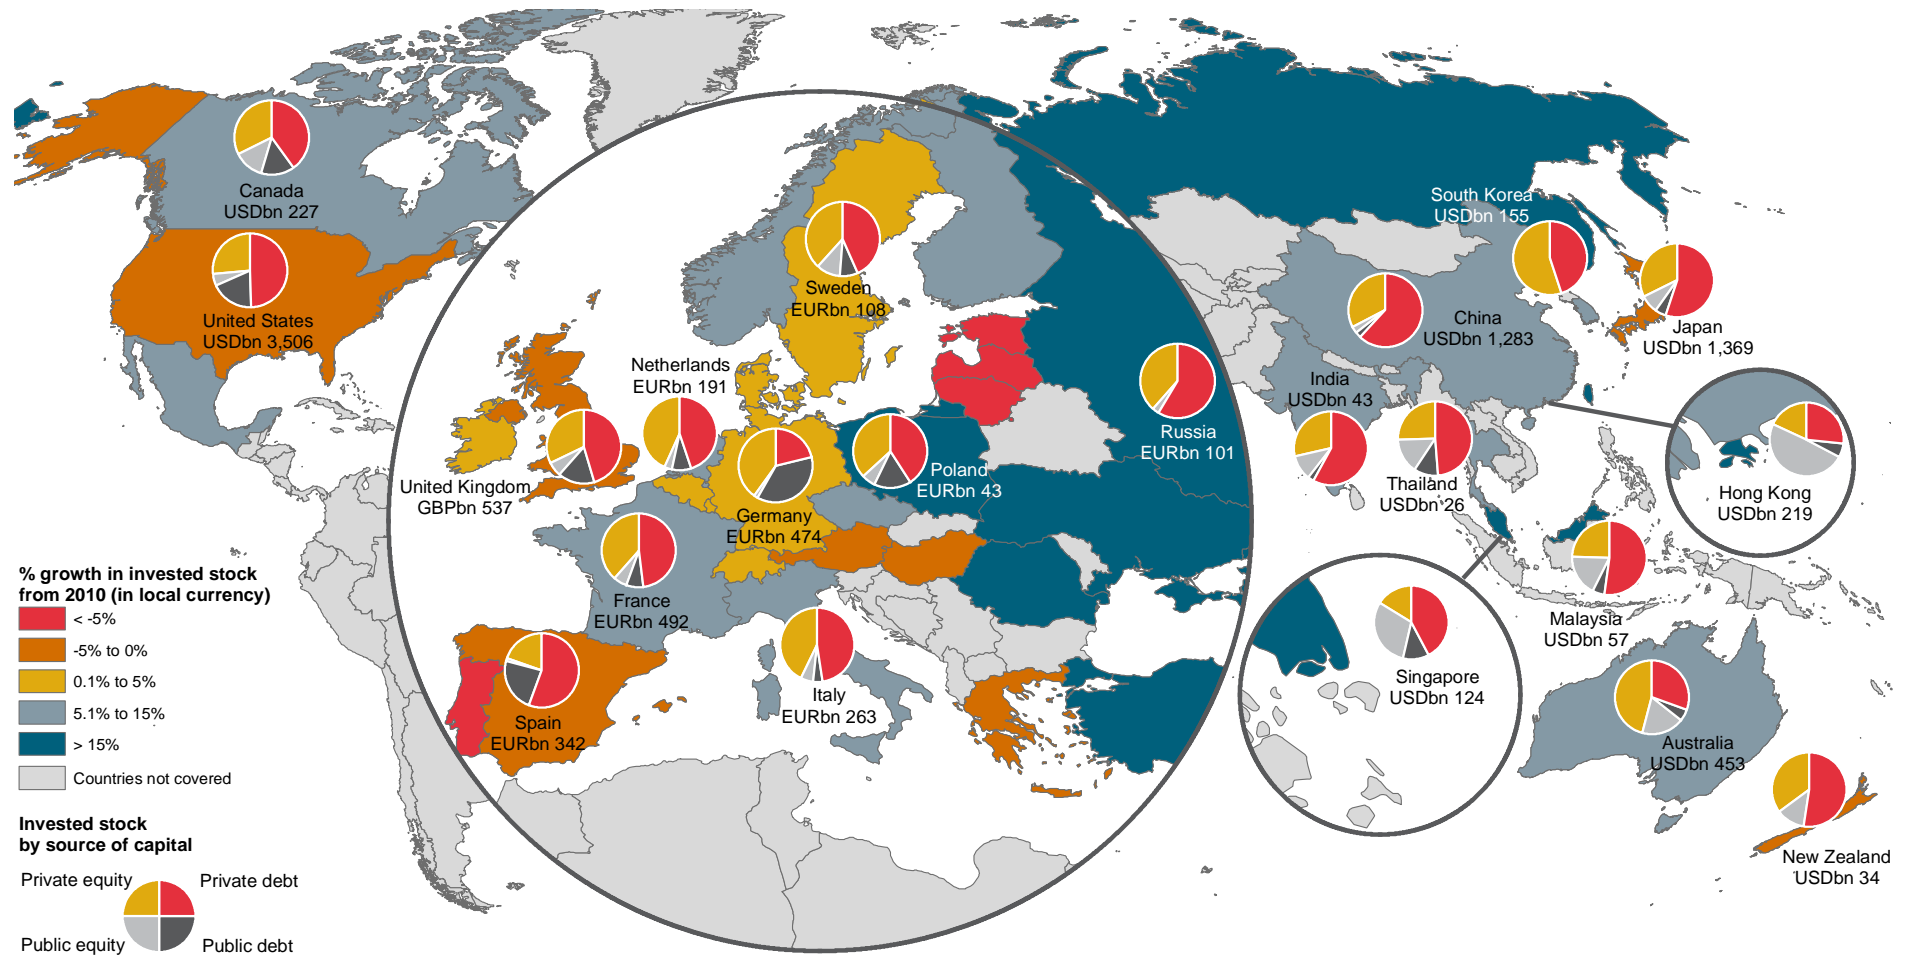 Canada
USDbn 227
United States
USDbn 3,506
Sweden
EURbn 108
Netherlands
EURbn 191
United Kingdom
GBPbn 537
Germany
EURbn 474
Poland
EURbn 43
Russia
EURbn 101
France
EURbn 492
Spain
EURbn 342
Italy
EURbn 263
South Korea
USDbn 155
China
USDbn 1,283
Japan
USDbn 1,369
India
USDbn 43
Thailand
USDbn 26
Hong Kong
USDbn 219
Malaysia
USDbn 57
Singapore
USDbn 124
Australia
USDbn 453
New Zealand
USDbn 34
% growth in invested stock
from 2010 (in local currency)
< -5%
-5% to 0%
0.1% to 5%
5.1% to 15%
> 15%
Countries not covered
Invested stock
by source of capital
Private equity
Private debt
Public equity
Public debt